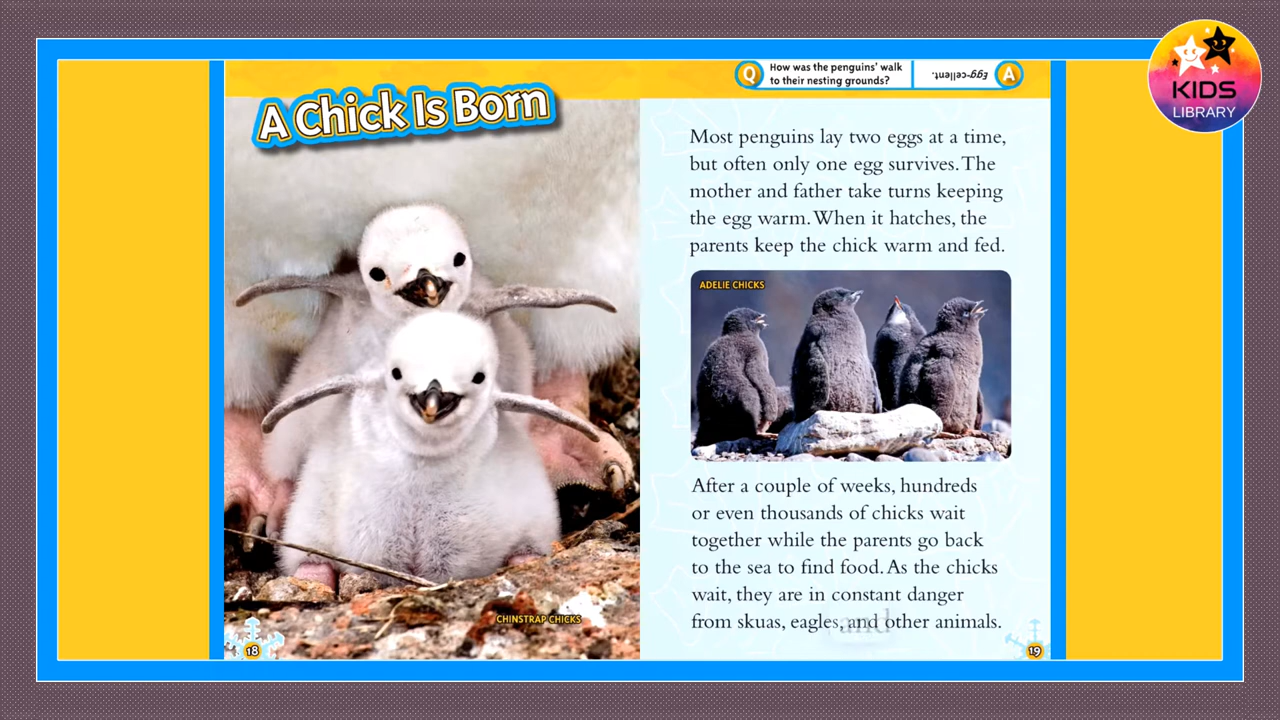 A Chick Is Born
CHINSTRAP CHICKS
18
Q
How was the penguins' walk
to their nesting grounds?
Egg-cellent.
A
KIDS
LIBRARY
Most penguins lay two eggs at a time,
but often only one egg survives. The
mother and father take turns keeping
the egg warm. When it hatches, the
parents keep the chick warm and fed.
ADELIE CHICKS
After a couple of weeks, hundreds
or even thousands of chicks wait
together while the parents go back
to the sea to find food. As the chicks
wait, they are in constant danger
from skuas, eagles, and other animals.
and
19